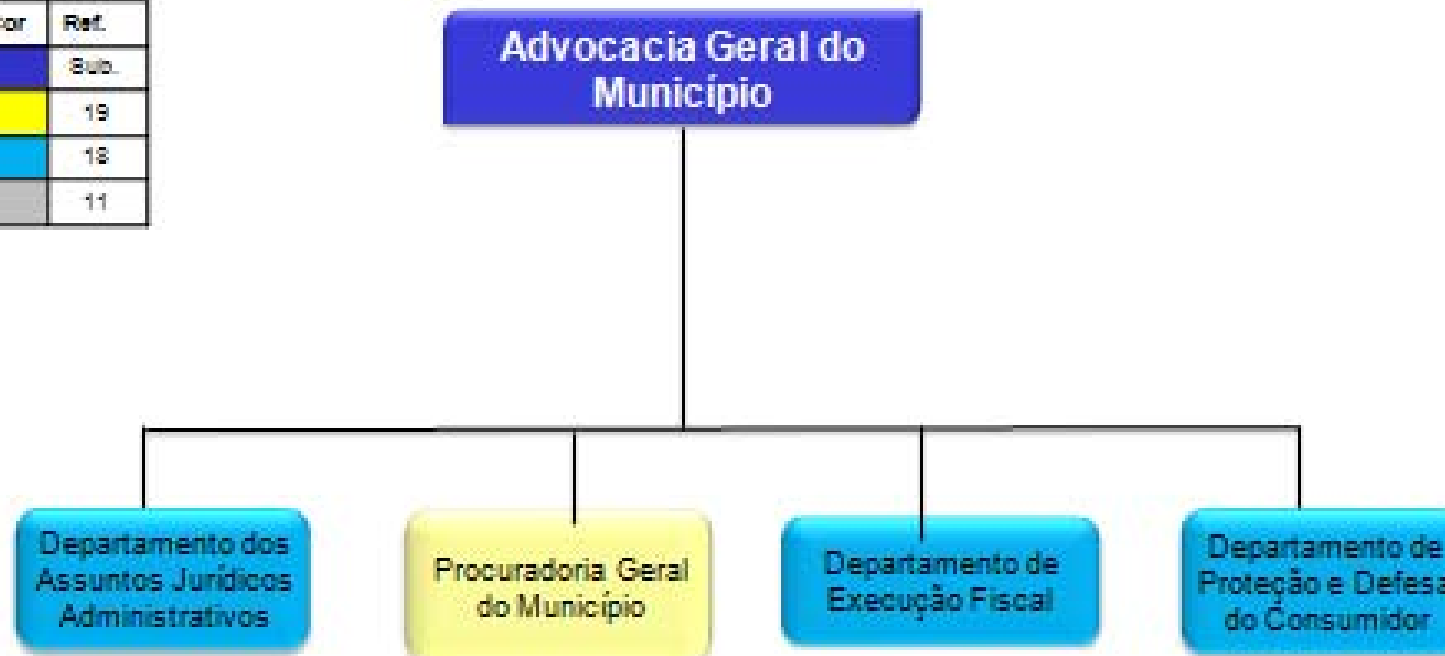 or Ref.
Sub.
19
18
11
Advocacia Geral do
Município
Departamento dos
Assuntos Jurídicos
Administrativos
Procuradoria Geral
do Município
Departamento de
Execução Fiscal
Departamento de
Proteção e Defesa
do Consumidor